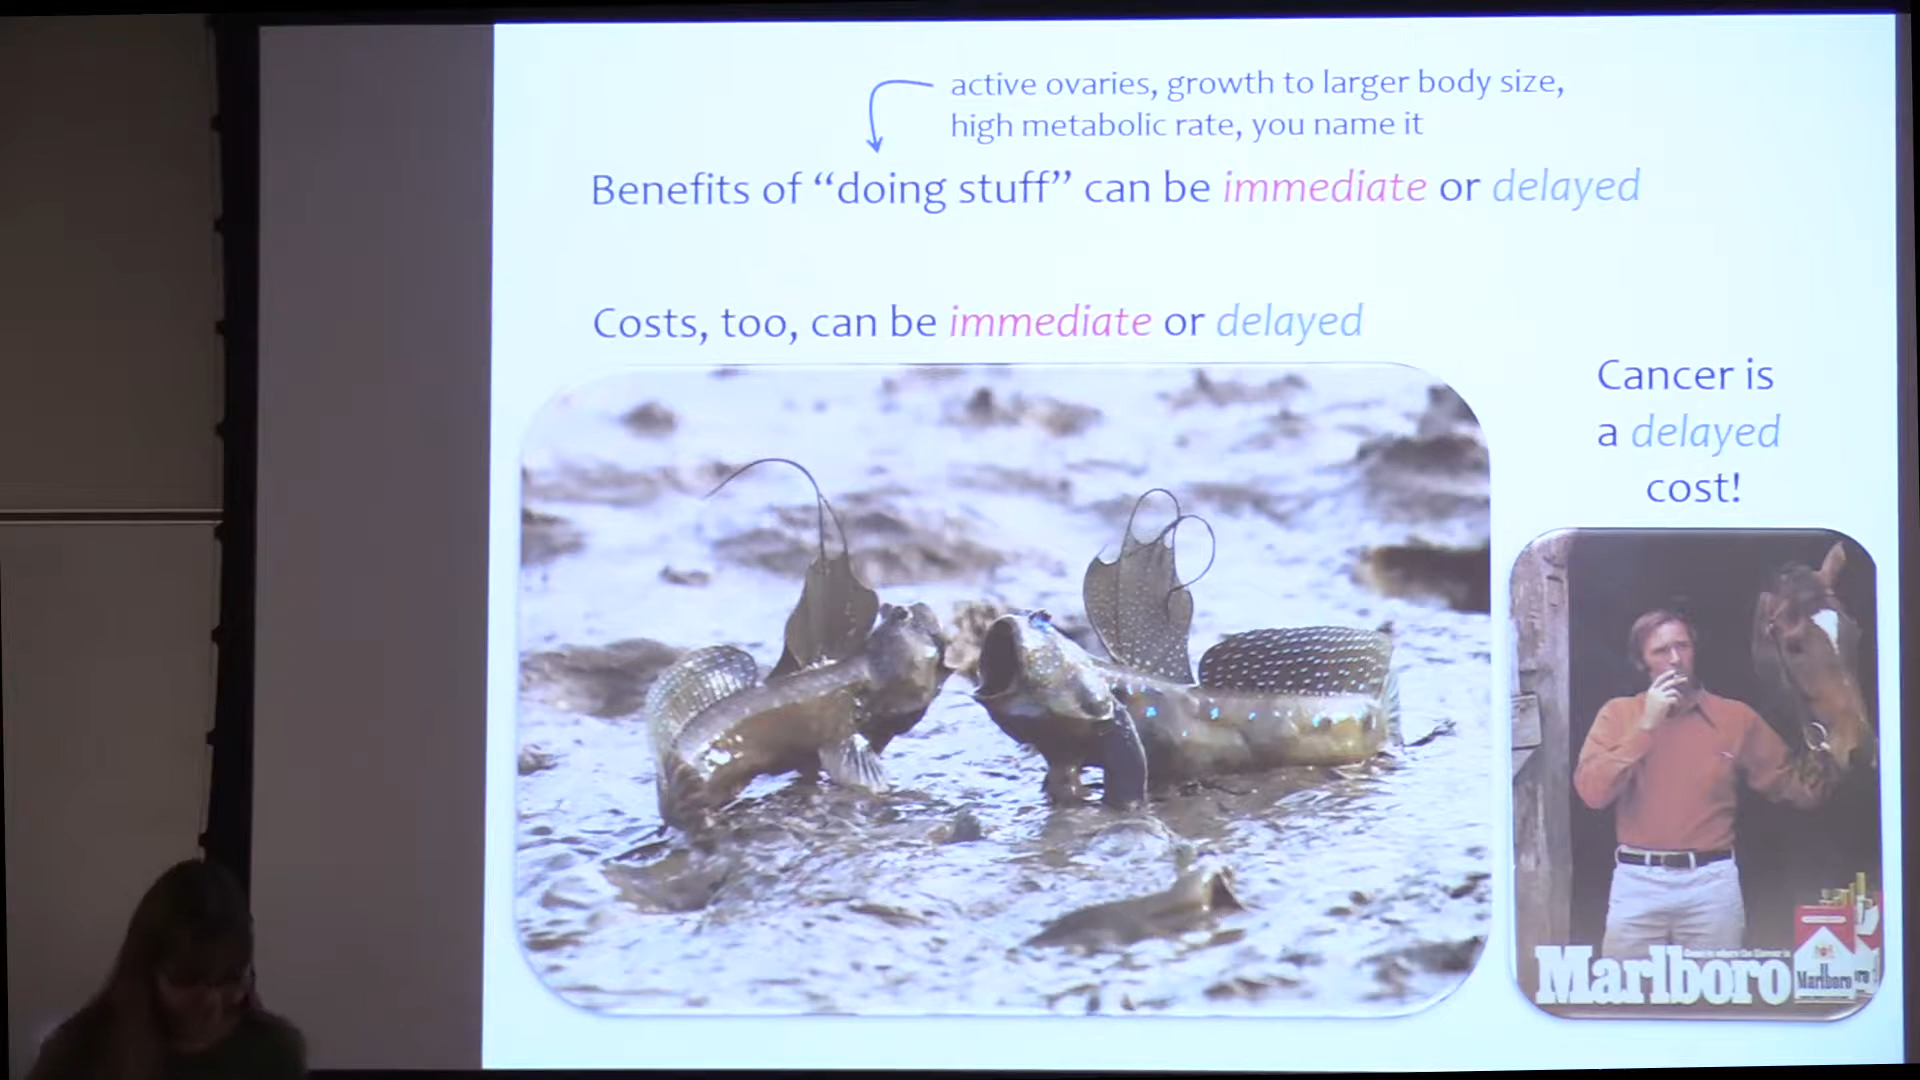 active ovaries, growth to larger body size,
high metabolic rate, you name it
Benefits of “doing stuff” can be immediate or delayed
Costs, too, can be immediate or delayed
Cancer is
a delayed
cost!
Marlboro
Marlboro